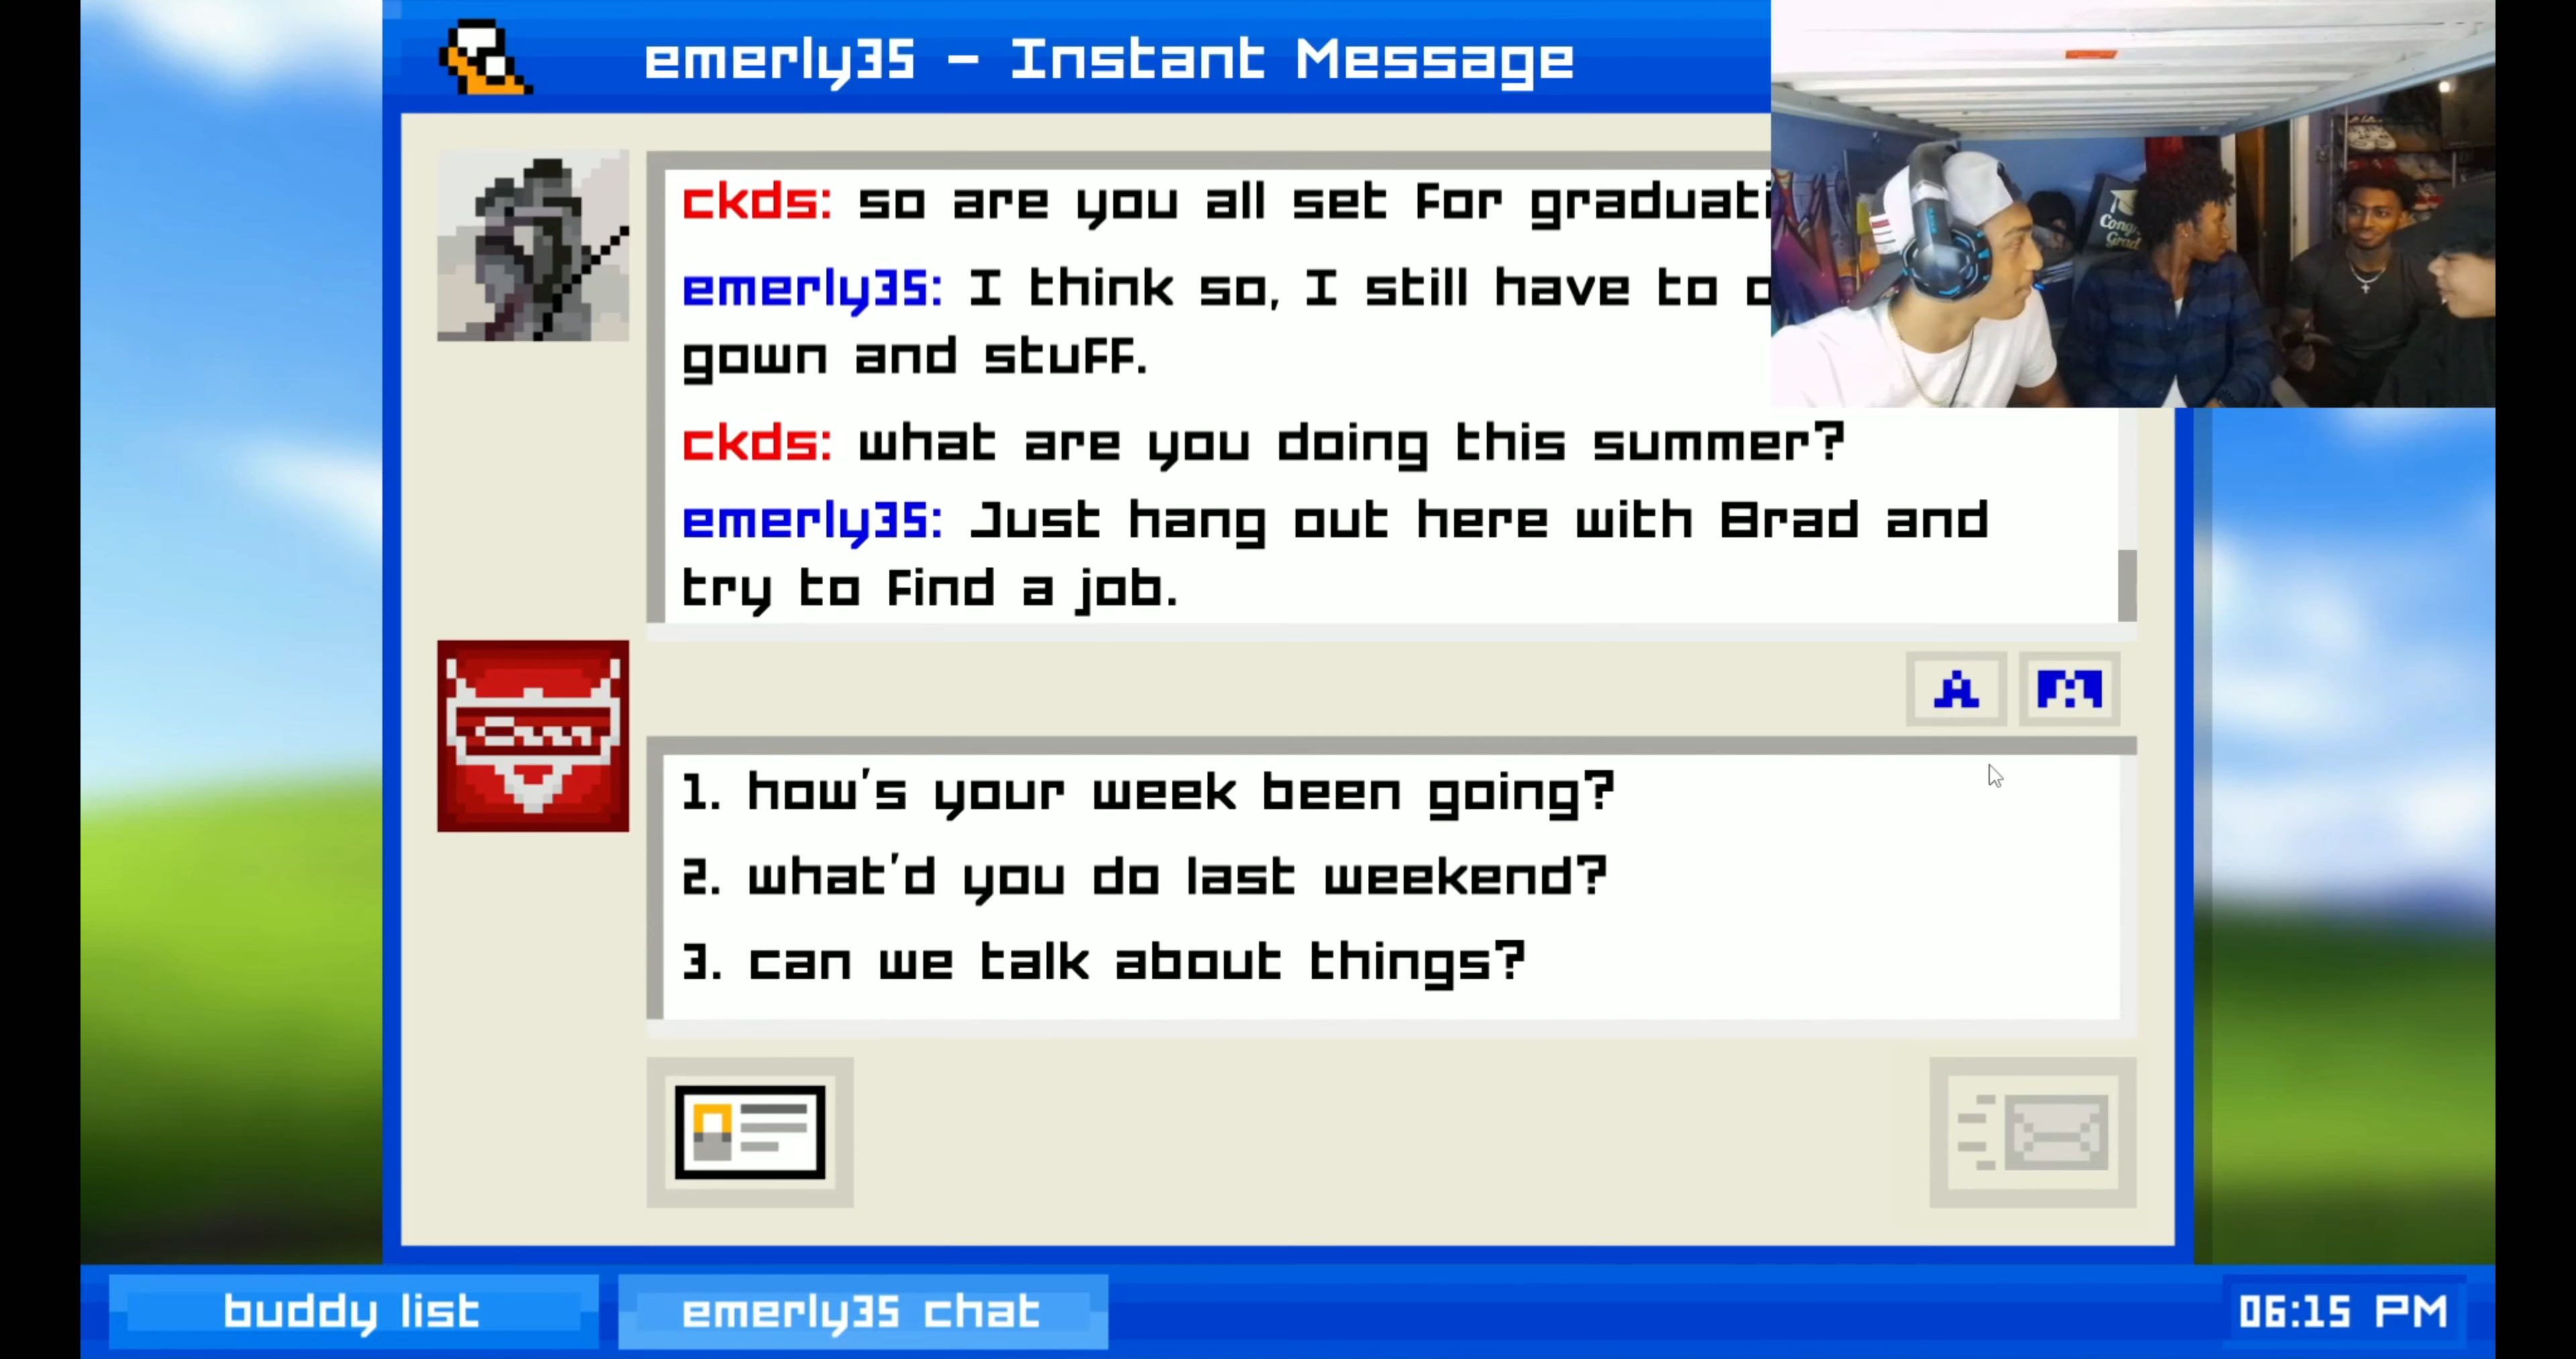 emerly35 - Instant Message
ckds: so are you all set for
emerly35: I think so, I still have to
gown and stuff.
ckds: what are you doing this summer?
emerly35: Just hang out here with Brad and
try to find a job.
A
1. how's your week been going?
2. what'd you do last weekend?
3. can we talk about things?
buddy list
emerly35 chat
06:15 PM
Grad